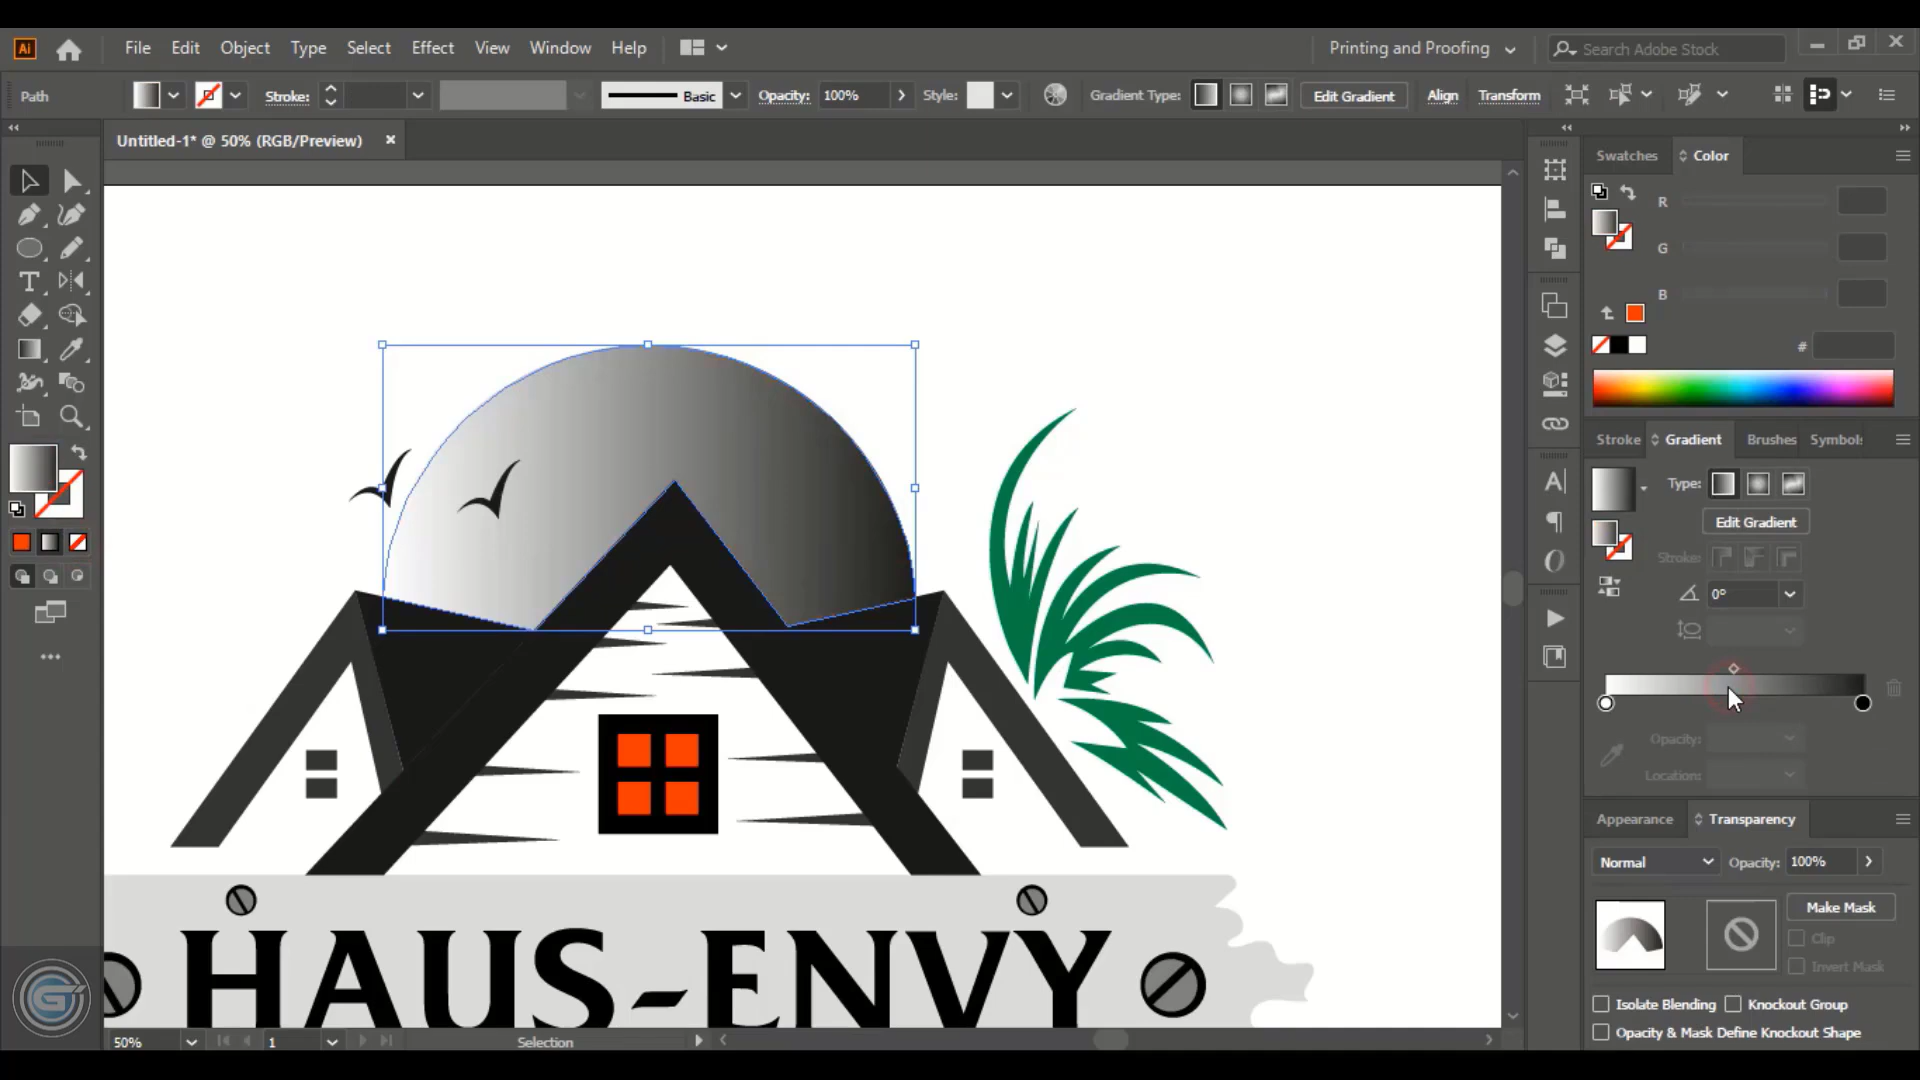 Ai File Edit Object Type Select Effect View Window Help Printing and Proofing Search Adobe Stock
Path Stroke: Basic Opacity: 100% Style: Gradient Type: Edit Gradient Align Transform
Untitled-1* @ 50% (RGB/Preview)
Swatches Color
R
G
B
#
Stroke Gradient Brushes Symbol
Type:
Edit Gradient
Stroke:
0°
Opacity:
Location:
Appearance Transparency
Normal Opacity: 100%
Make Mask
Clip
Invert Mask
Isolate Blending Knockout Group
Opacity & Mask Define Knockout Shape
HAUS-ENVY
50% 1 Selection